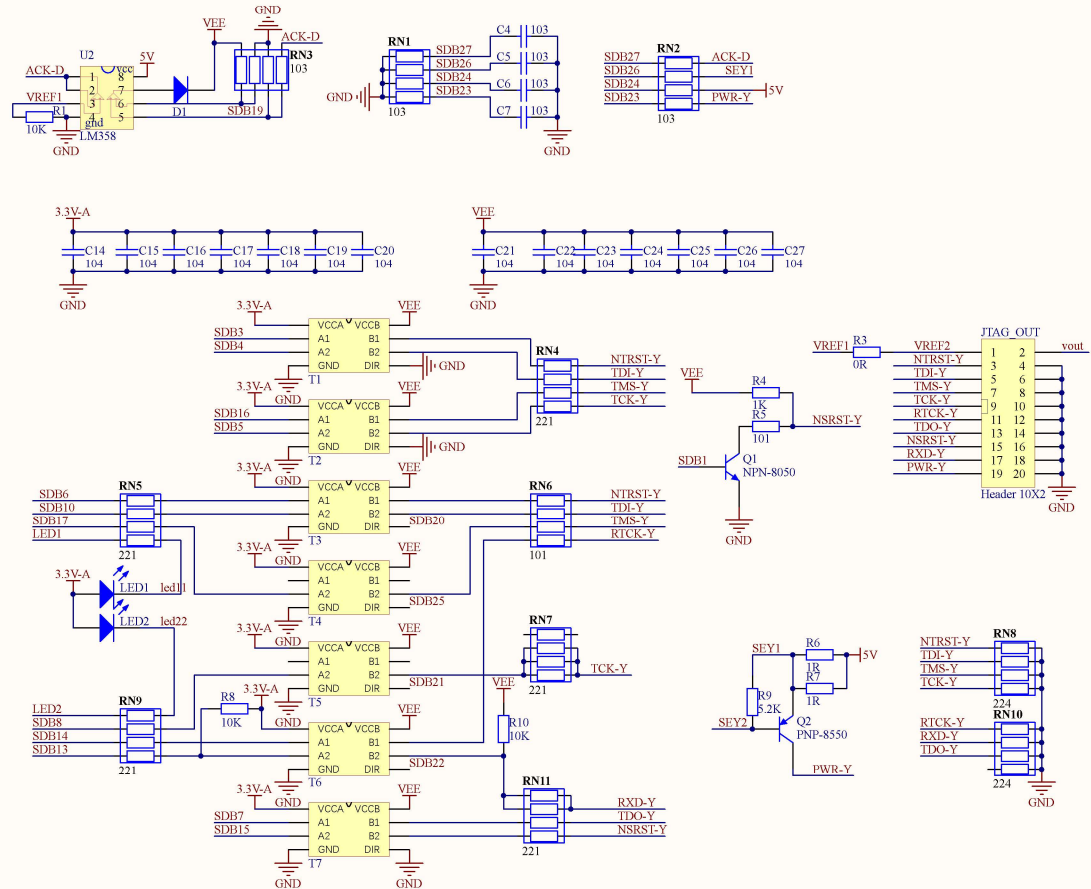 GND
VEE
U2
5V
ACK-D
RN3
103
ACK-D
1 vcc 8
2 7
3 6
4 5
gnd
VREF1
R1
10K
D1
SDB19
LM358
GND
RN1
SDB27
SDB26
SDB24
SDB23
GND
103
C4 103
C5 103
C6 103
C7 103
GND
RN2
SDB27 ACK-D
SDB26 SEY1
SDB24 5V
SDB23 PWR-Y
103
3.3V-A
C14 C15 C16 C17 C18 C19 C20
104 104 104 104 104 104 104
GND
VEE
C21 C22 C23 C24 C25 C26 C27
104 104 104 104 104 104 104
GND
3.3V-A VEE
VCCA VCCB
SDB3 A1 B1
SDB4 A2 B2
GND DIR GND
GND T1
3.3V-A VEE
VCCA VCCB
SDB16 A1 B1
SDB5 A2 B2
GND DIR GND
GND T2
RN4
NTRST-Y
TDI-Y
TMS-Y
TCK-Y
221
3.3V-A VEE
VCCA VCCB
A1 B1
A2 B2
GND DIR SDB20
GND T3
RN5
SDB6
SDB10
SDB17
LED1
221
RN6
NTRST-Y
TDI-Y
TMS-Y
RTCK-Y
101
3.3V-A VEE
VCCA VCCB
A1 B1
A2 B2
GND DIR SDB25
GND T4
3.3V-A
LED1 led11
LED2 led22
3.3V-A VEE
VCCA VCCB
A1 B1
A2 B2
GND DIR SDB21
GND T5
RN7
TCK-Y
221
RN9
LED2
SDB8
SDB14
SDB13
221
R8
10K
3.3V-A VEE
VCCA VCCB
A1 B1
A2 B2
GND DIR SDB22
GND T6
VEE
R10
10K
3.3V-A VEE
VCCA VCCB
SDB7 A1 B1
SDB15 A2 B2
GND DIR
T7
GND GND
RN11
RXD-Y
TDO-Y
NSRST-Y
221
VEE
R4
1K
R5
101
NSRST-Y
SDB1
Q1
NPN-8050
GND
JTAG_OUT
VREF1 R3 VREF2 1 2 vout
0R
NTRST-Y 3 4
TDI-Y 5 6
TMS-Y 7 8
TCK-Y 9 10
RTCK-Y 11 12
TDO-Y 13 14
NSRST-Y 15 16
RXD-Y 17 18
PWR-Y 19 20
Header 10X2
GND
SEY1
R6
1R
5V
R7
1R
R9
5.2K
SEY2
Q2
PNP-8550
PWR-Y
RN8
NTRST-Y
TDI-Y
TMS-Y
TCK-Y
224
RN10
RTCK-Y
RXD-Y
TDO-Y
224
GND